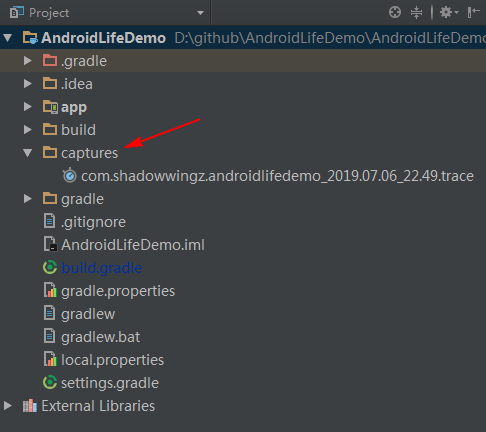 Project
AndroidLifeDemo D:\github\AndroidLifeDemo\AndroidLifeDemo
.gradle
.idea
app
build
captures
com.shadowwingz.androidlifedemo_2019.07.06_22.49.trace
gradle
.gitignore
AndroidLifeDemo.iml
build.gradle
gradle.properties
gradlew
gradlew.bat
local.properties
settings.gradle
External Libraries